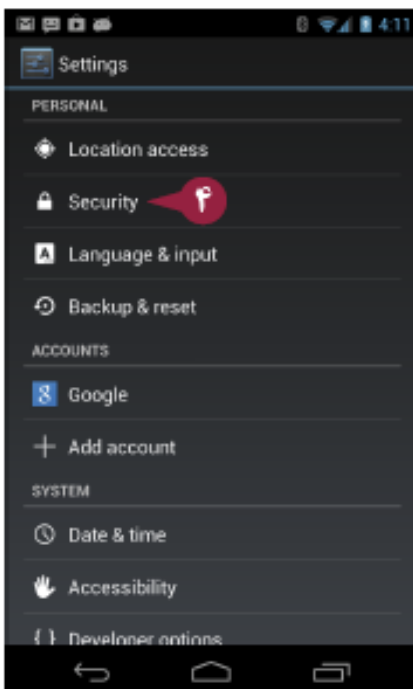 4:11
Settings
PERSONAL
Location access
Security ۴
A Language & input
Backup & reset
ACCOUNTS
8 Google
Add account
SYSTEM
Date & time
Accessibility
{ } Developer options